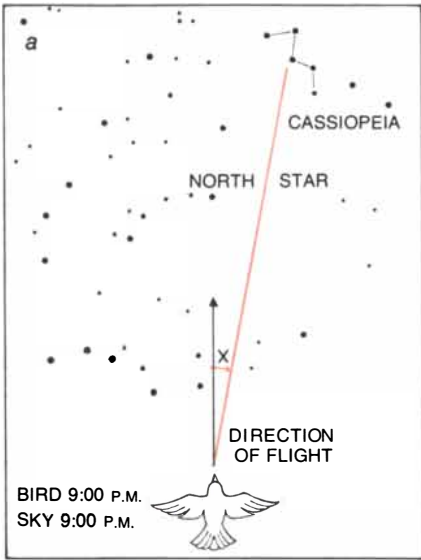 a
CASSIOPEIA
NORTH STAR
X
DIRECTION
OF FLIGHT
BIRD 9:00 P.M.
SKY 9:00 P.M.